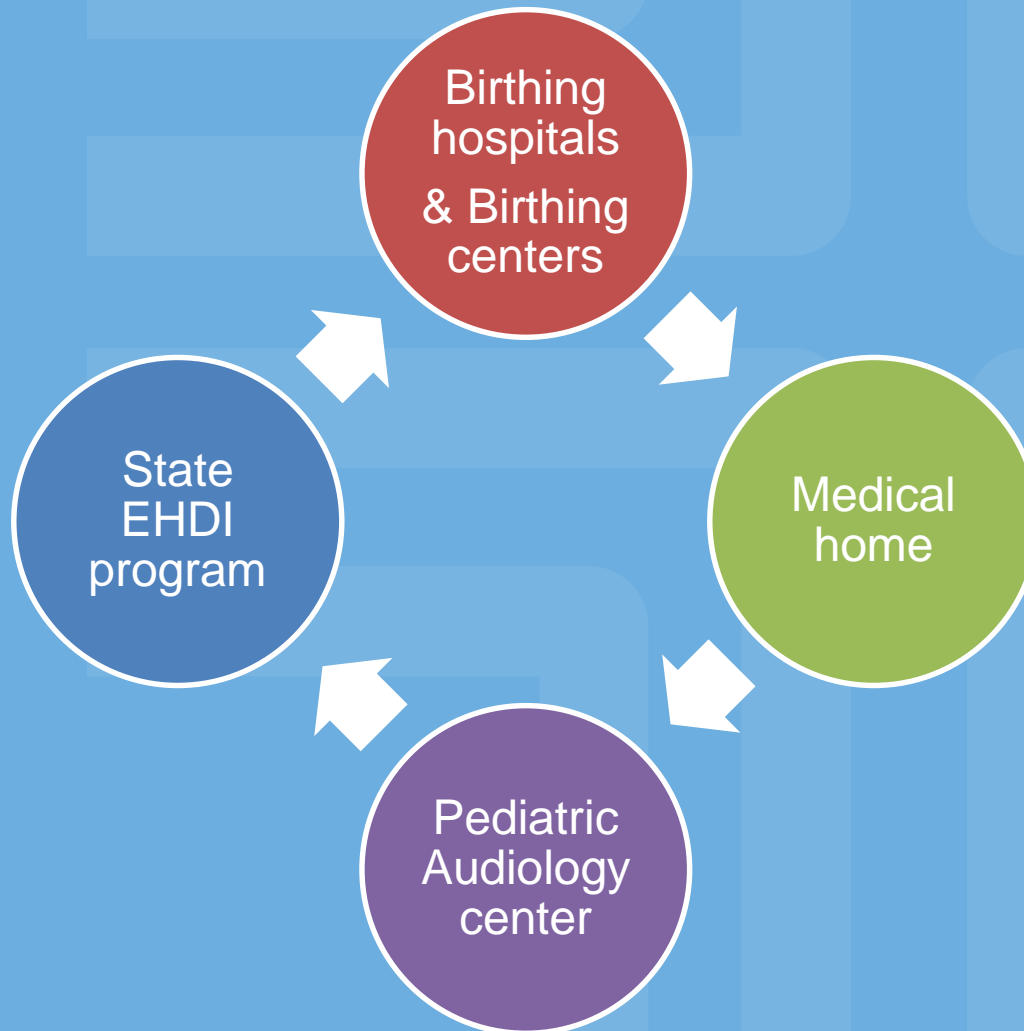 Birthing
hospitals
& Birthing
centers
Medical
home
Pediatric
Audiology
center
State
EHDI
program